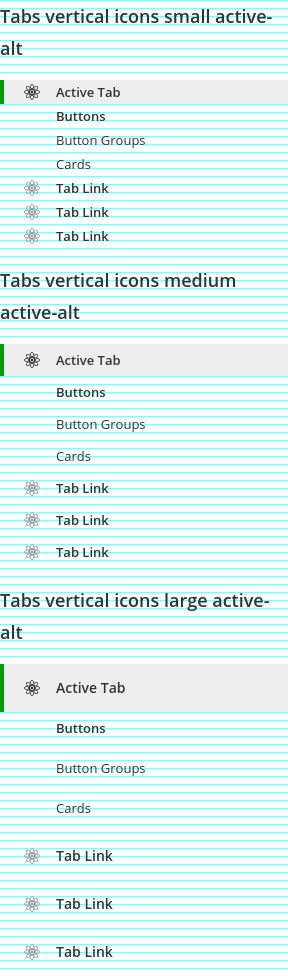 Tabs vertical icons small active-
alt
Active Tab
Buttons
Button Groups
Cards
Tab Link
Tab Link
Tab Link
Tabs vertical icons medium
active-alt
Active Tab
Buttons
Button Groups
Cards
Tab Link
Tab Link
Tab Link
Tabs vertical icons large active-
alt
Active Tab
Buttons
Button Groups
Cards
Tab Link
Tab Link
Tab Link